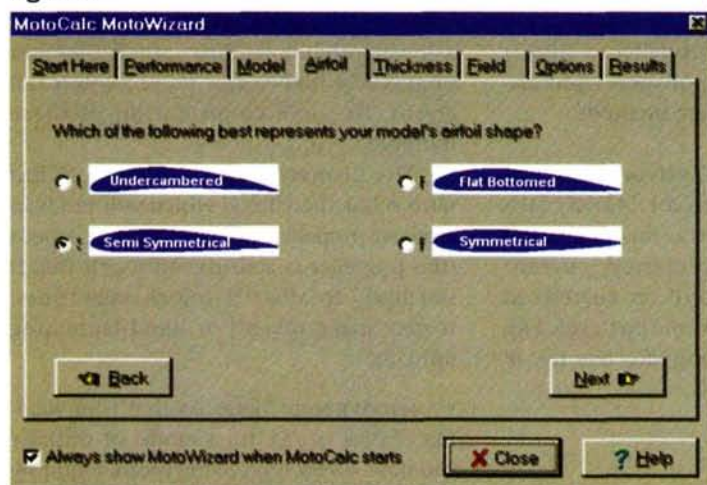 MotoCalc MotoWizard
Start Here Performance Model Airfoil Thickness Field Options Results
Which of the following best represents your model's airfoil shape?
Undercambered Flat Bottomed
Semi Symmetrical Symmetrical
Back Next
Always show MotoWizard when MotoCalc starts Close ? Help